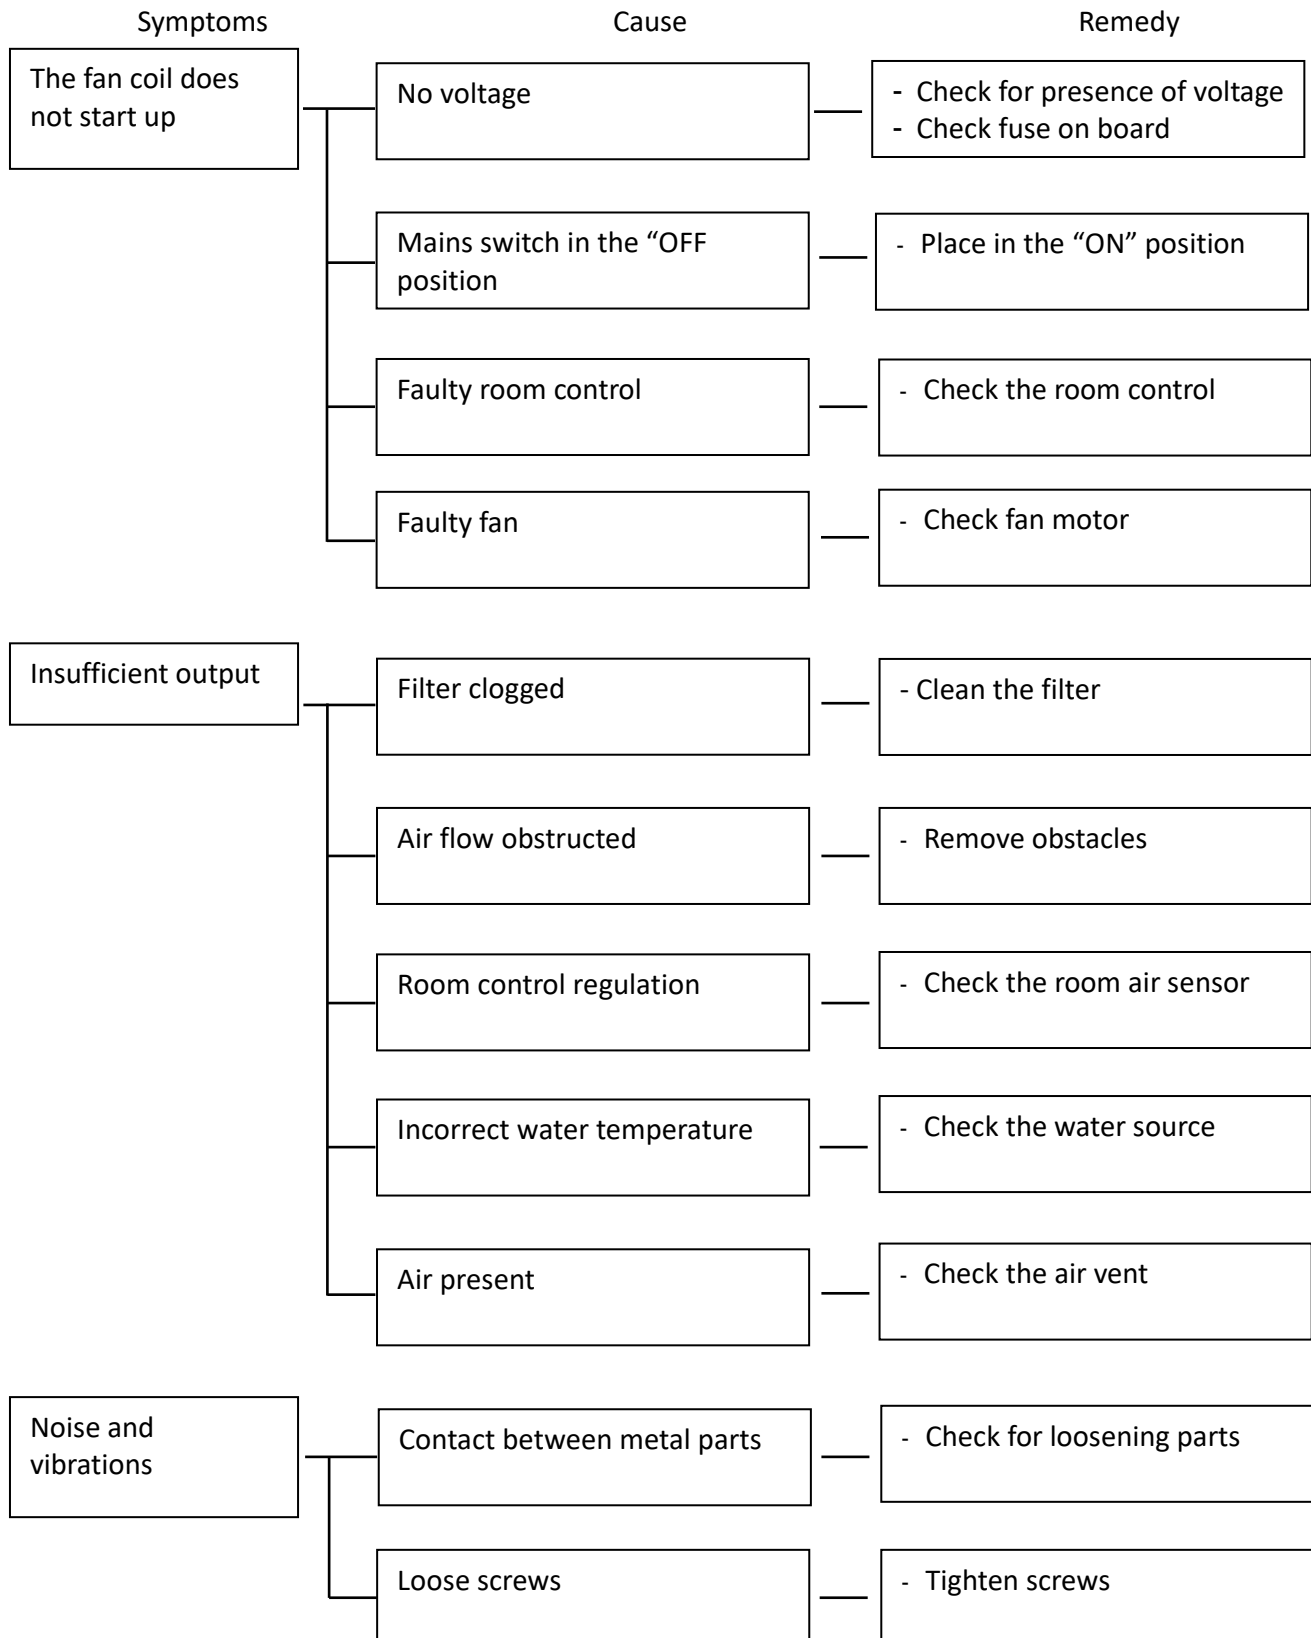 Symptoms Cause Remedy
The fan coil does
not start up
No voltage
- Check for presence of voltage
- Check fuse on board
Mains switch in the “OFF
position
- Place in the “ON” position
Faulty room control
- Check the room control
Faulty fan
- Check fan motor
Insufficient output
Filter clogged
- Clean the filter
Air flow obstructed
- Remove obstacles
Room control regulation
- Check the room air sensor
Incorrect water temperature
- Check the water source
Air present
- Check the air vent
Noise and
vibrations
Contact between metal parts
- Check for loosening parts
Loose screws
- Tighten screws